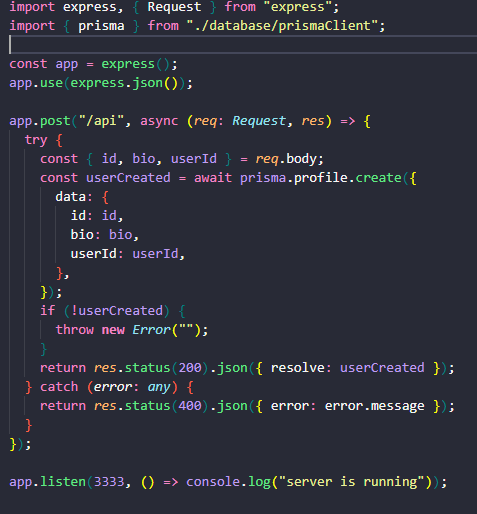 import express, { Request } from "express";
import { prisma } from "./database/prismaClient";
const app = express();
app.use(express.json());
app.post("/api", async (req: Request, res) => {
try {
const { id, bio, userId } = req.body;
const userCreated = await prisma.profile.create({
data: {
id: id,
bio: bio,
userId: userId,
},
});
if (!userCreated) {
throw new Error("");
}
return res.status(200).json({ resolve: userCreated });
} catch (error: any) {
return res.status(400).json({ error: error.message });
}
});
app.listen(3333, () => console.log("server is running"));